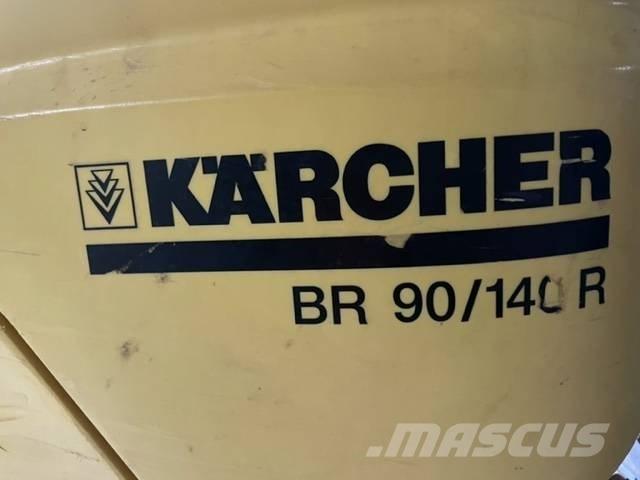 KÄRCHER
BR 90/140 R
.MASCUS